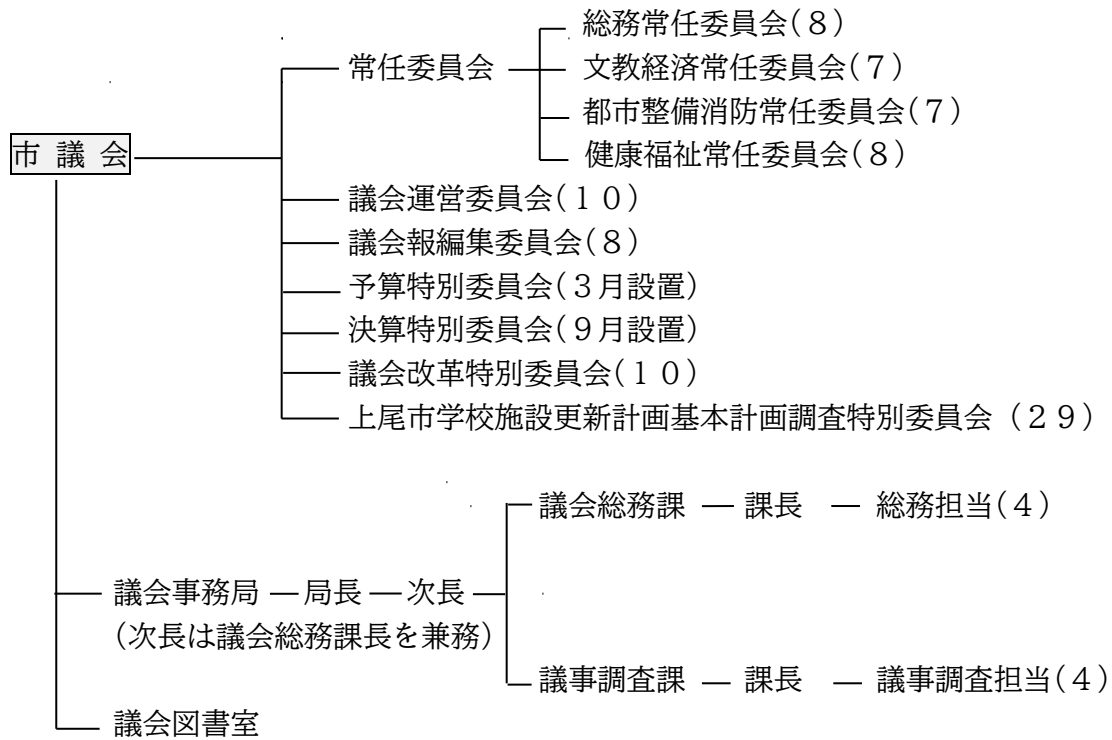 総務常任委員会(８)
常任委員会
文教経済常任委員会(７)
都市整備消防常任委員会(７)
市 議 会
健康福祉常任委員会(８)
議会運営委員会(１０)
議会報編集委員会(８)
予算特別委員会(３月設置)
決算特別委員会(９月設置)
議会改革特別委員会(１０)
上尾市学校施設更新計画基本計画調査特別委員会（２９)
議会総務課 ― 課長 ― 総務担当(４)
議会事務局 ― 局長 ― 次長
(次長は議会総務課長を兼務)
議事調査課 ― 課長 ― 議事調査担当(４)
議会図書室